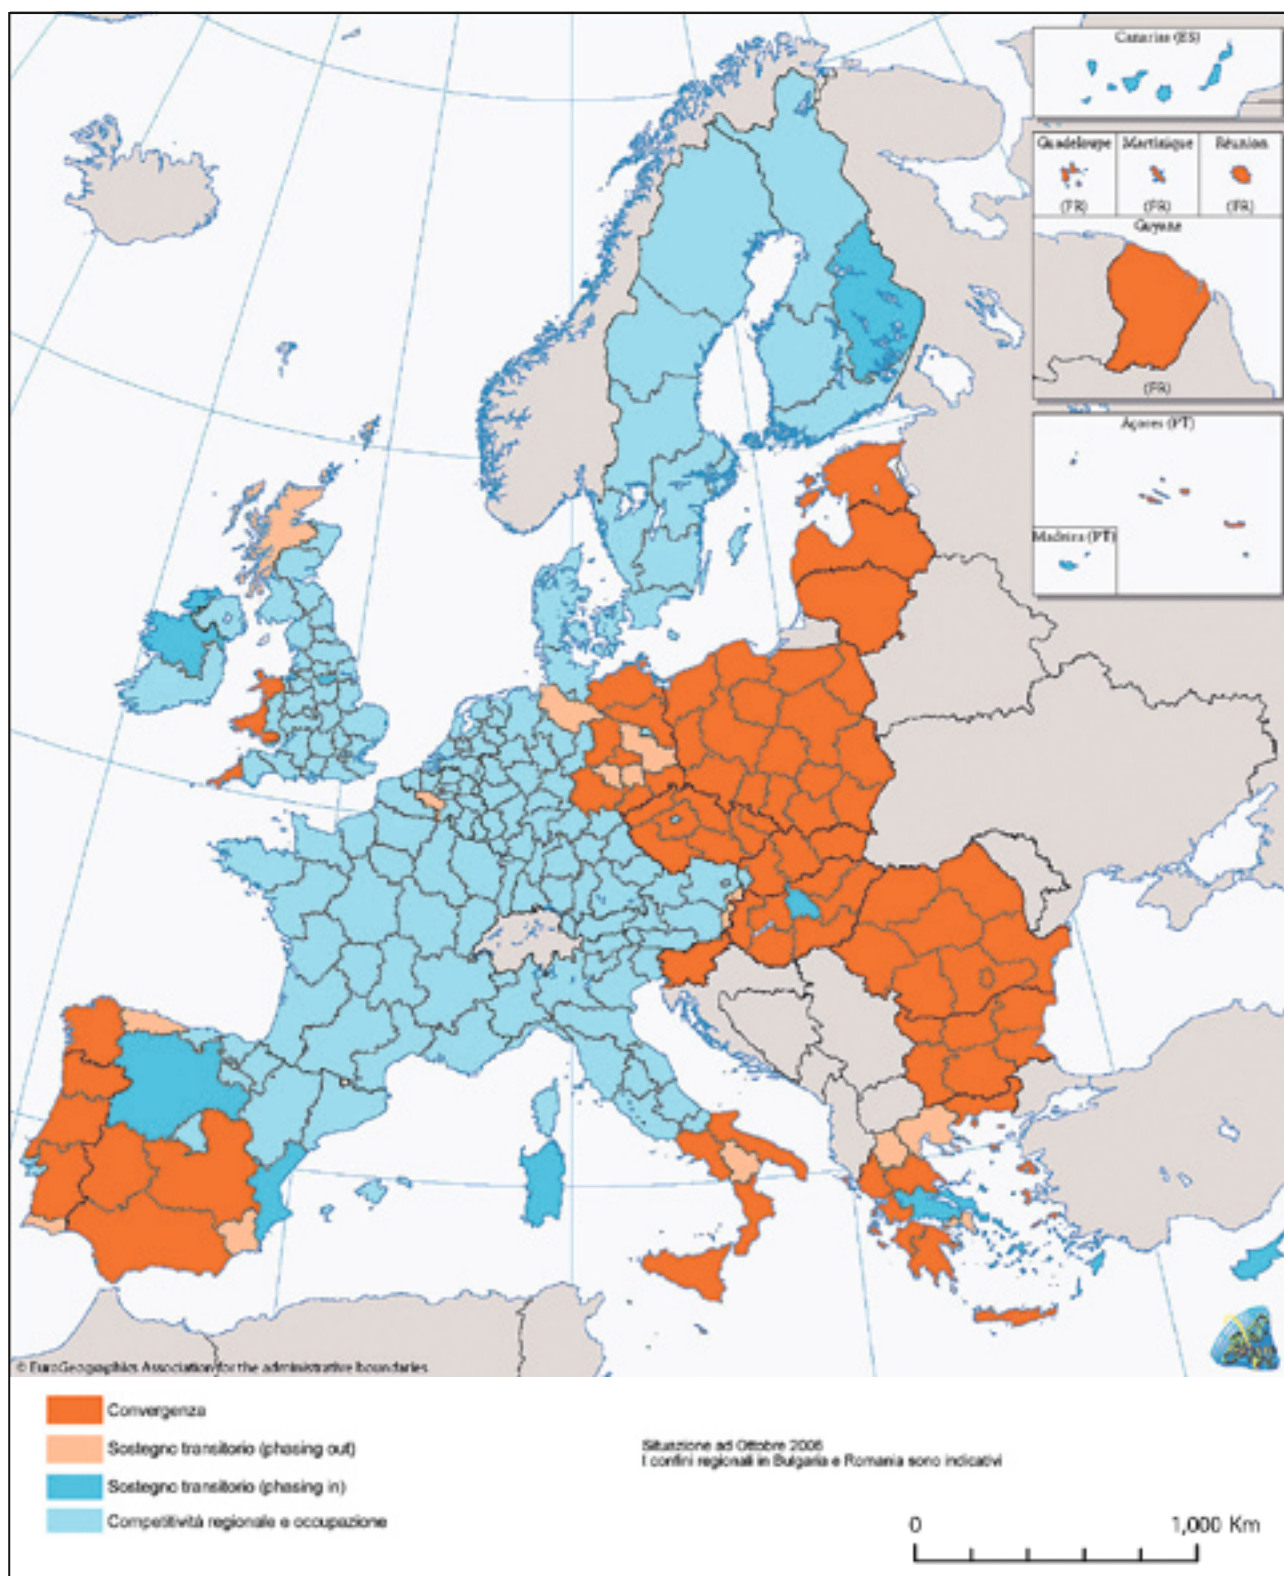 Canarias (ES)
Guadeloupe Martinique Réunion
(FR) (FR) (FR)
Guyane
(FR)
Açores (PT)
Madeira (PT)
© EuroGeographics Association for the administrative boundaries
Convergenza
Sostegno transitorio (phasing out)
Sostegno transitorio (phasing in)
Competitività regionale e occupazione
Situazione ad Ottobre 2006
I confini regionali in Bulgaria e Romania sono indicativi
0 1,000 Km